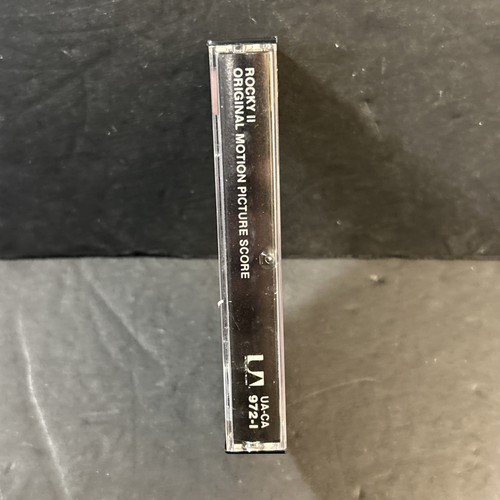 ROCKY II
ORIGINAL MOTION PICTURE SCORE
UA
UA-CA
972-I